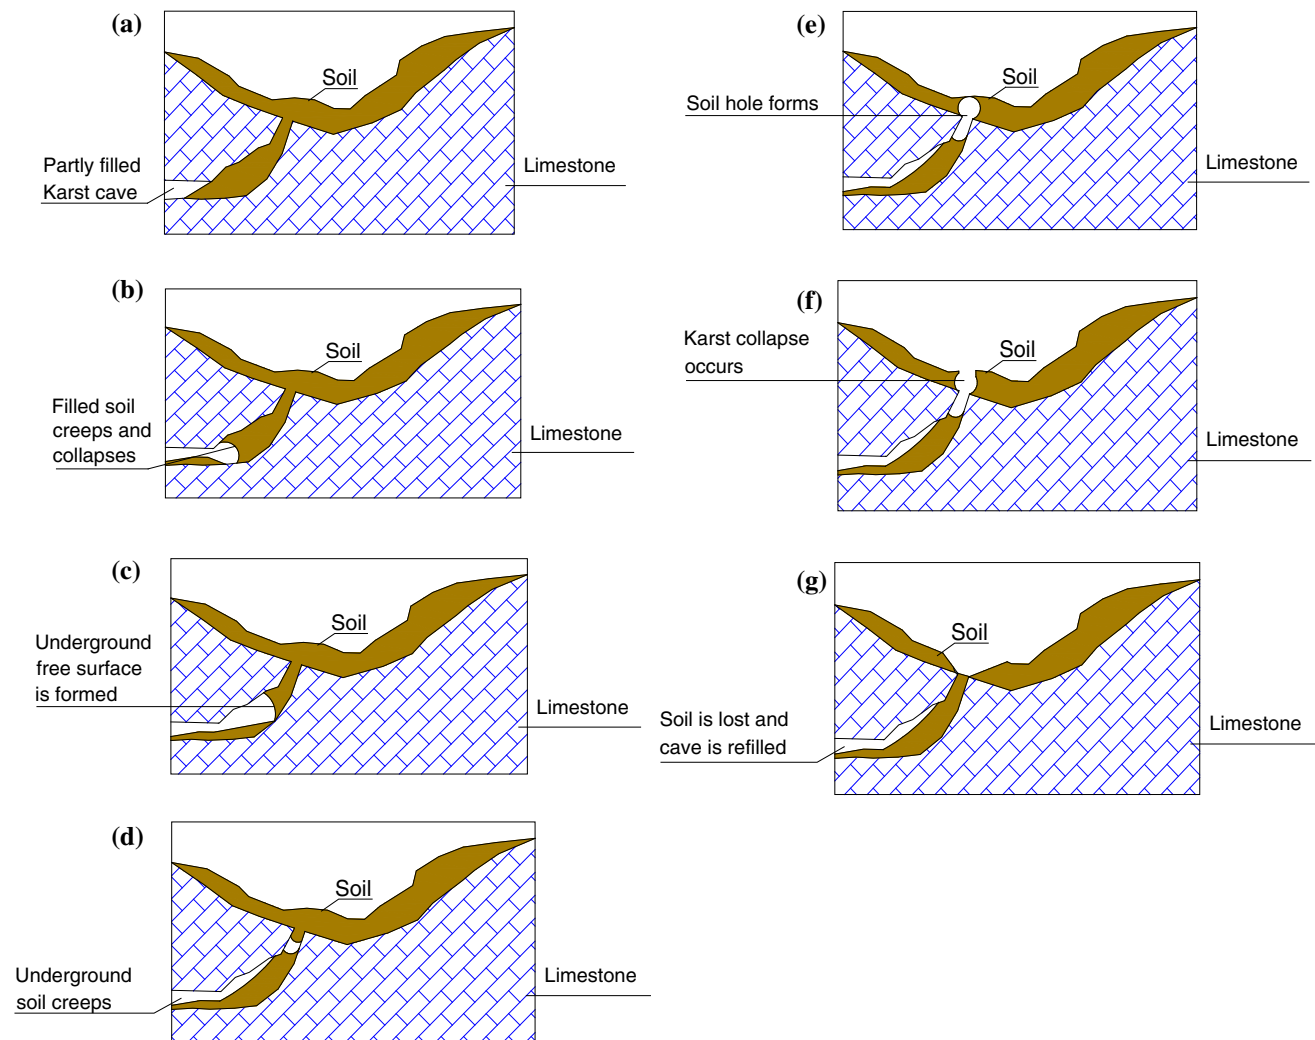 (a)
Soil
Partly filled
Karst cave
Limestone
(b)
Soil
Filled soil
creeps and
collapses
Limestone
(c)
Soil
Underground
free surface
is formed
Limestone
(d)
Soil
Underground
soil creeps
Limestone
(e)
Soil
Soil hole forms
Limestone
(f)
Karst collapse
occurs
Soil
Limestone
(g)
Soil
Soil is lost and
cave is refilled
Limestone